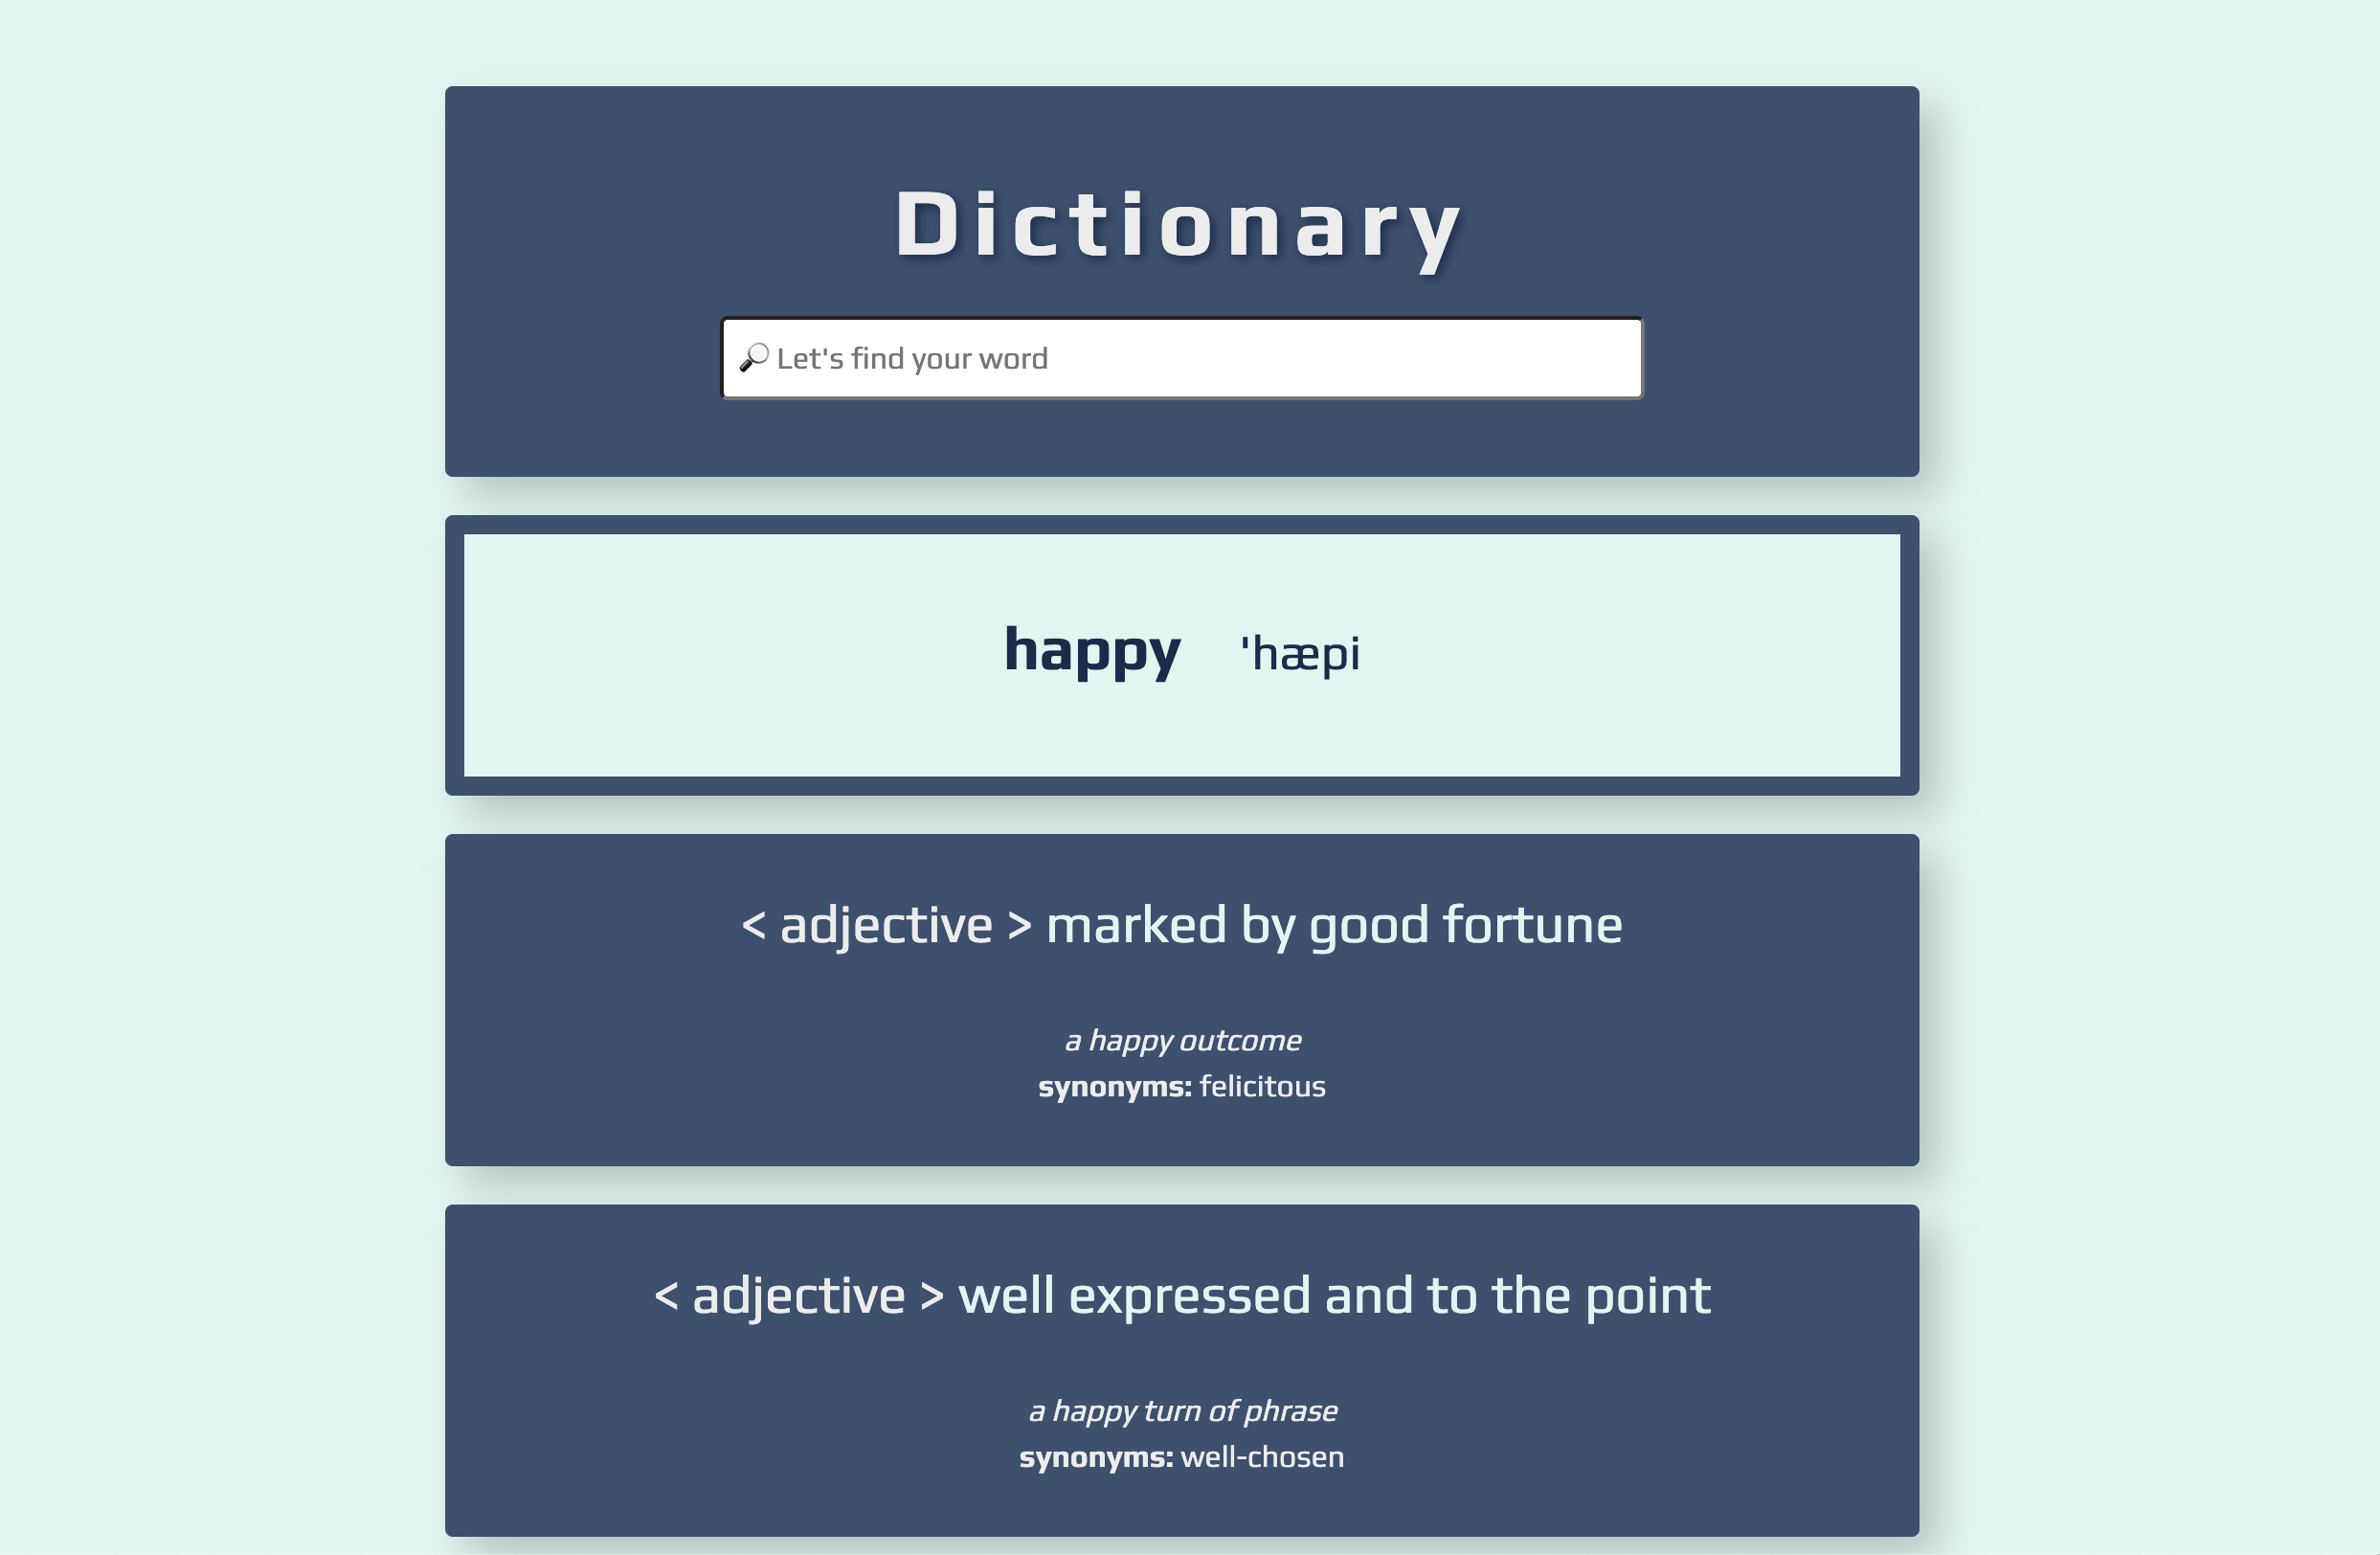 Dictionary
🔎 Let's find your word
happy 'hæpi
< adjective > marked by good fortune
a happy outcome
synonyms: felicitous
< adjective > well expressed and to the point
a happy turn of phrase
synonyms: well-chosen